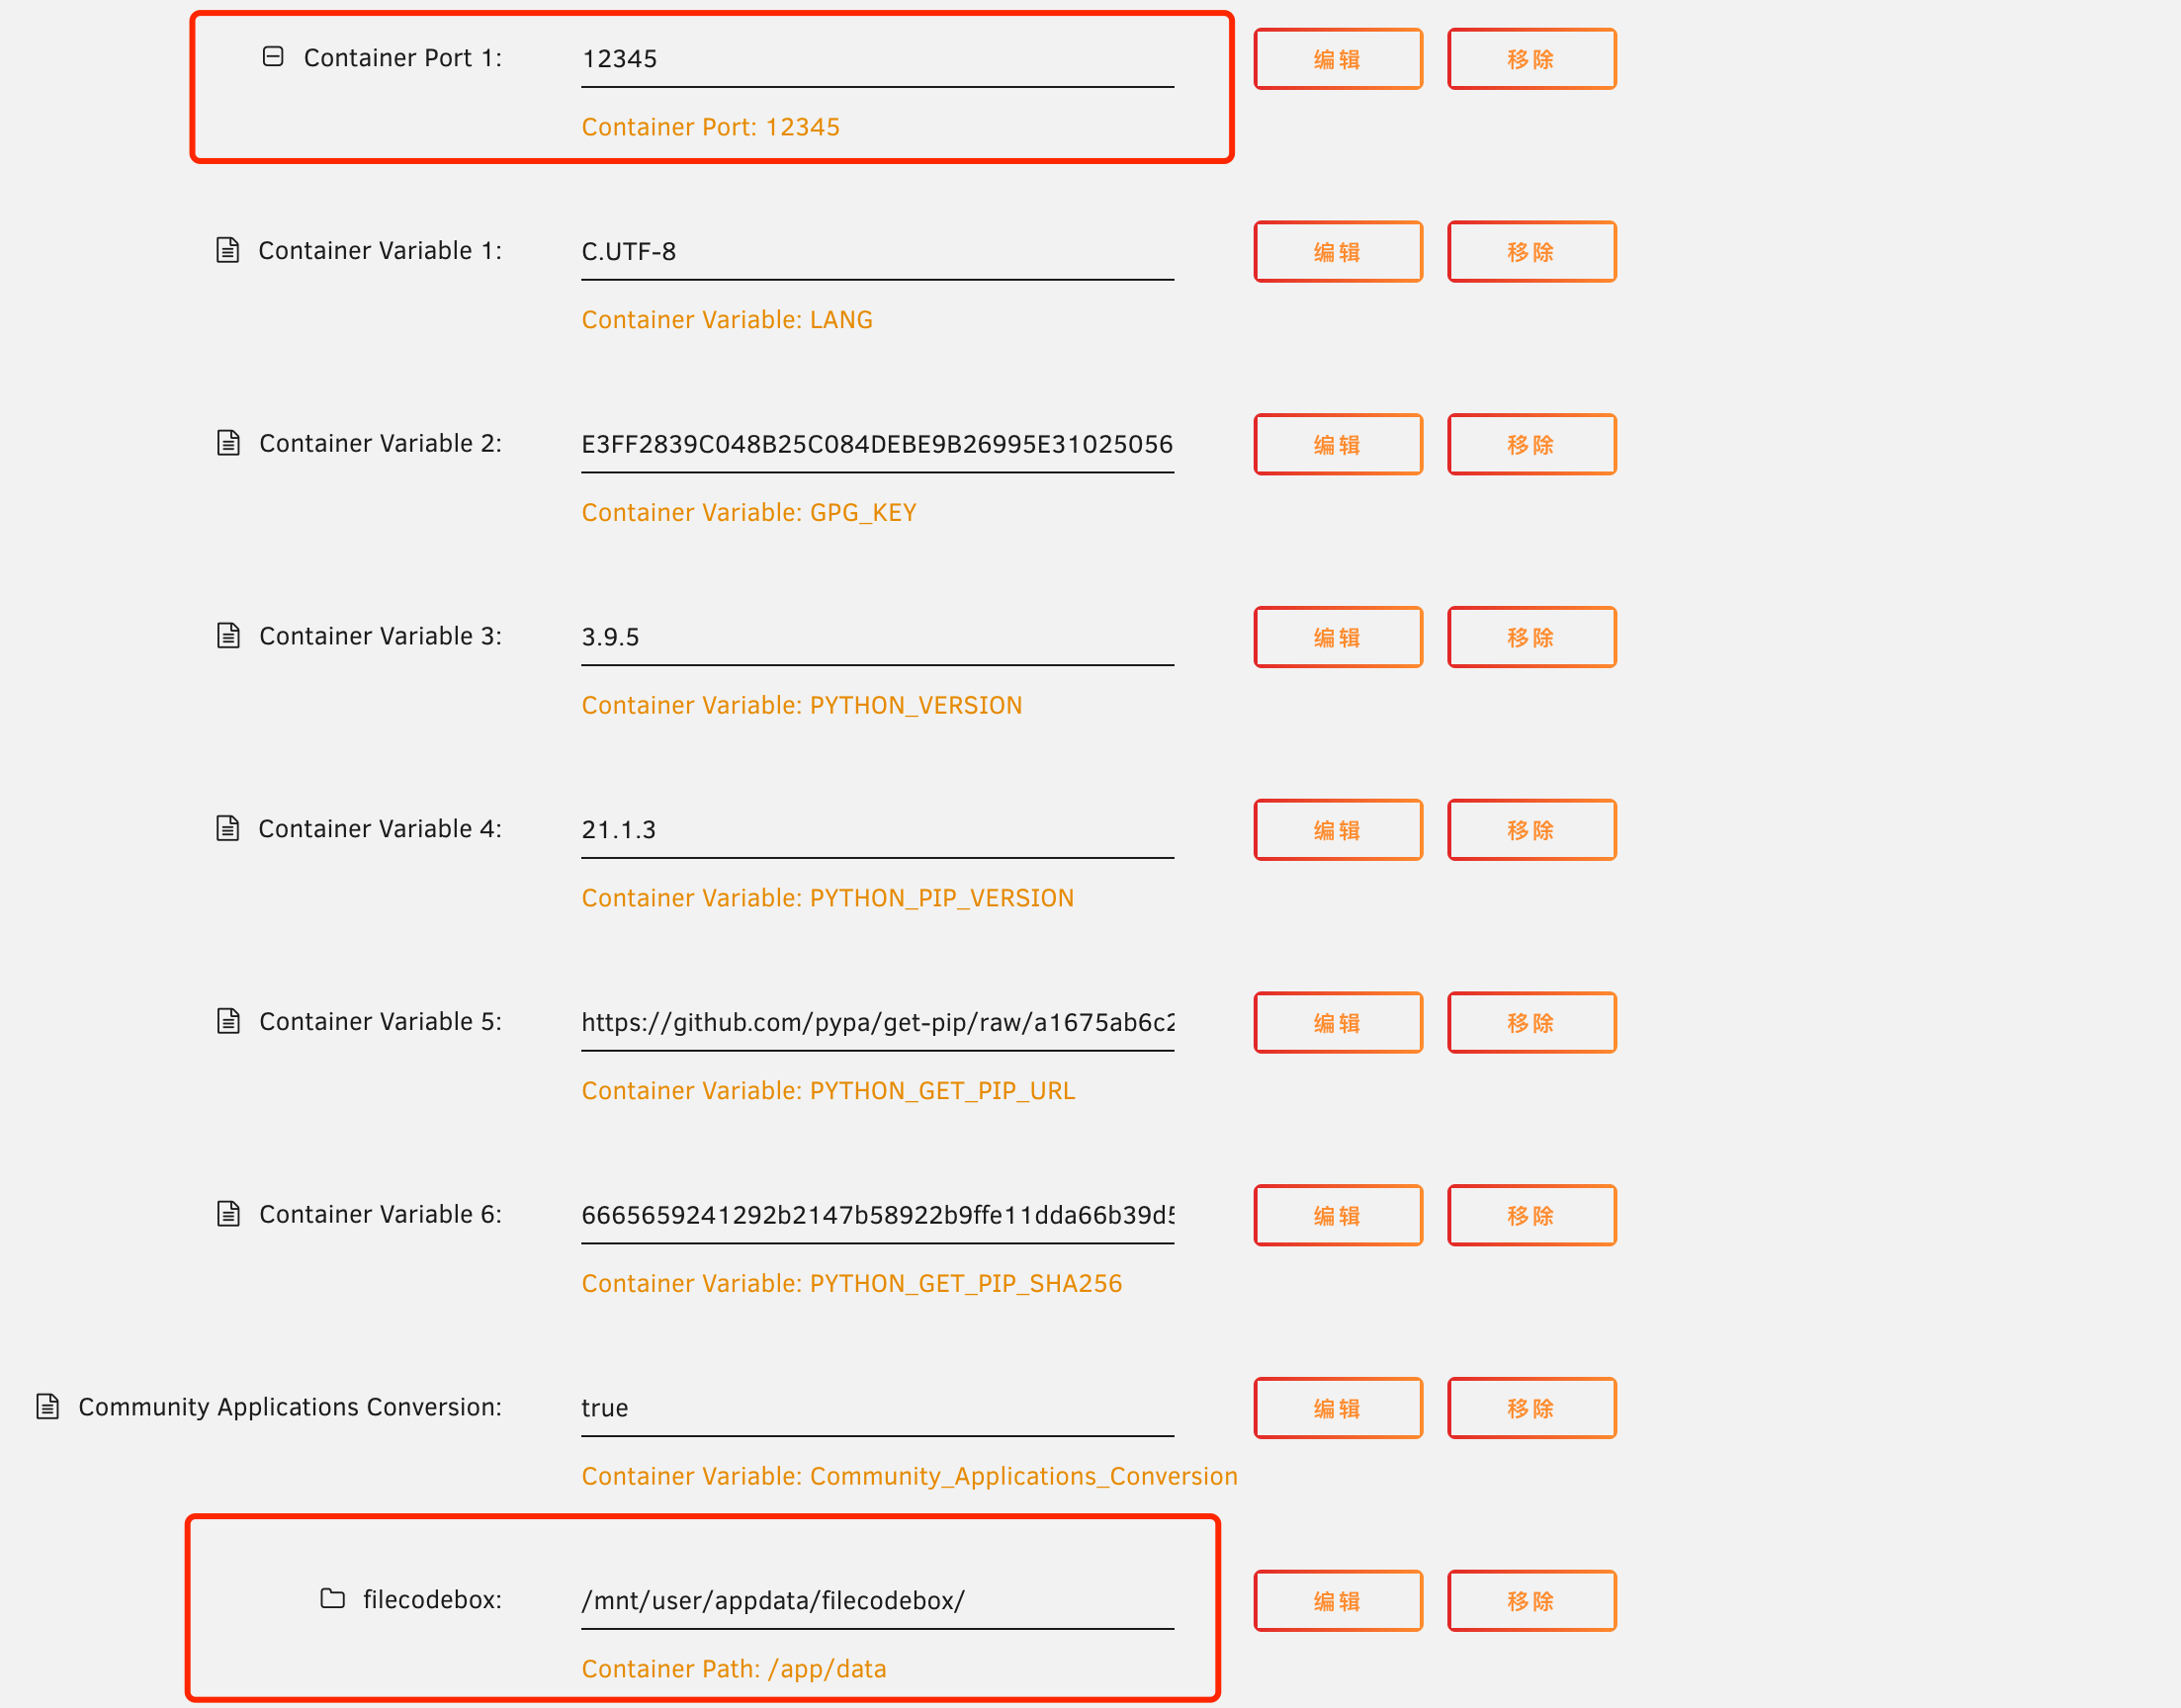 Container Port 1: 12345 编辑 移除
Container Port: 12345
Container Variable 1: C.UTF-8 编辑 移除
Container Variable: LANG
Container Variable 2: E3FF2839C048B25C084DEBE9B26995E31025056 编辑 移除
Container Variable: GPG_KEY
Container Variable 3: 3.9.5 编辑 移除
Container Variable: PYTHON_VERSION
Container Variable 4: 21.1.3 编辑 移除
Container Variable: PYTHON_PIP_VERSION
Container Variable 5: https://github.com/pypa/get-pip/raw/a1675ab6c2 编辑 移除
Container Variable: PYTHON_GET_PIP_URL
Container Variable 6: 6665659241292b2147b58922b9ffe11dda66b39d5 编辑 移除
Container Variable: PYTHON_GET_PIP_SHA256
Community Applications Conversion: true 编辑 移除
Container Variable: Community_Applications_Conversion
filecodebox: /mnt/user/appdata/filecodebox/ 编辑 移除
Container Path: /app/data